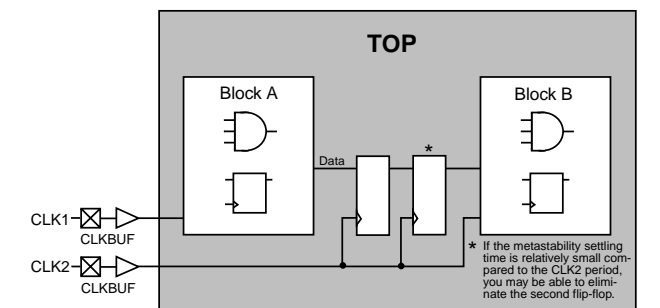 TOP
Block A
Block B
Data
*
CLK1
CLKBUF
CLK2
CLKBUF
* If the metastability settling
time is relatively small com-
pared to the CLK2 period,
you may be able to elimi-
nate the second flip-flop.